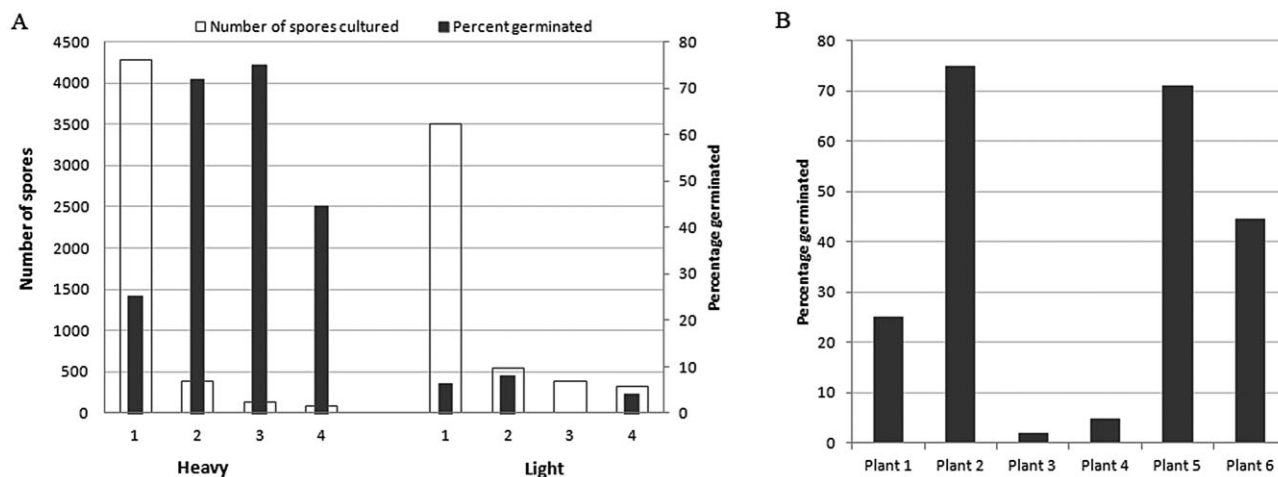 A
Number of spores cultured
Percent germinated
4500
4000
3500
3000
2500
2000
1500
1000
500
0
Number of spores
80
70
60
50
40
30
20
10
0
Percentage germinated
1 2 3 4 1 2 3 4
Heavy Light
B
80
70
60
50
40
30
20
10
0
Percentage germinated
Plant 1 Plant 2 Plant 3 Plant 4 Plant 5 Plant 6